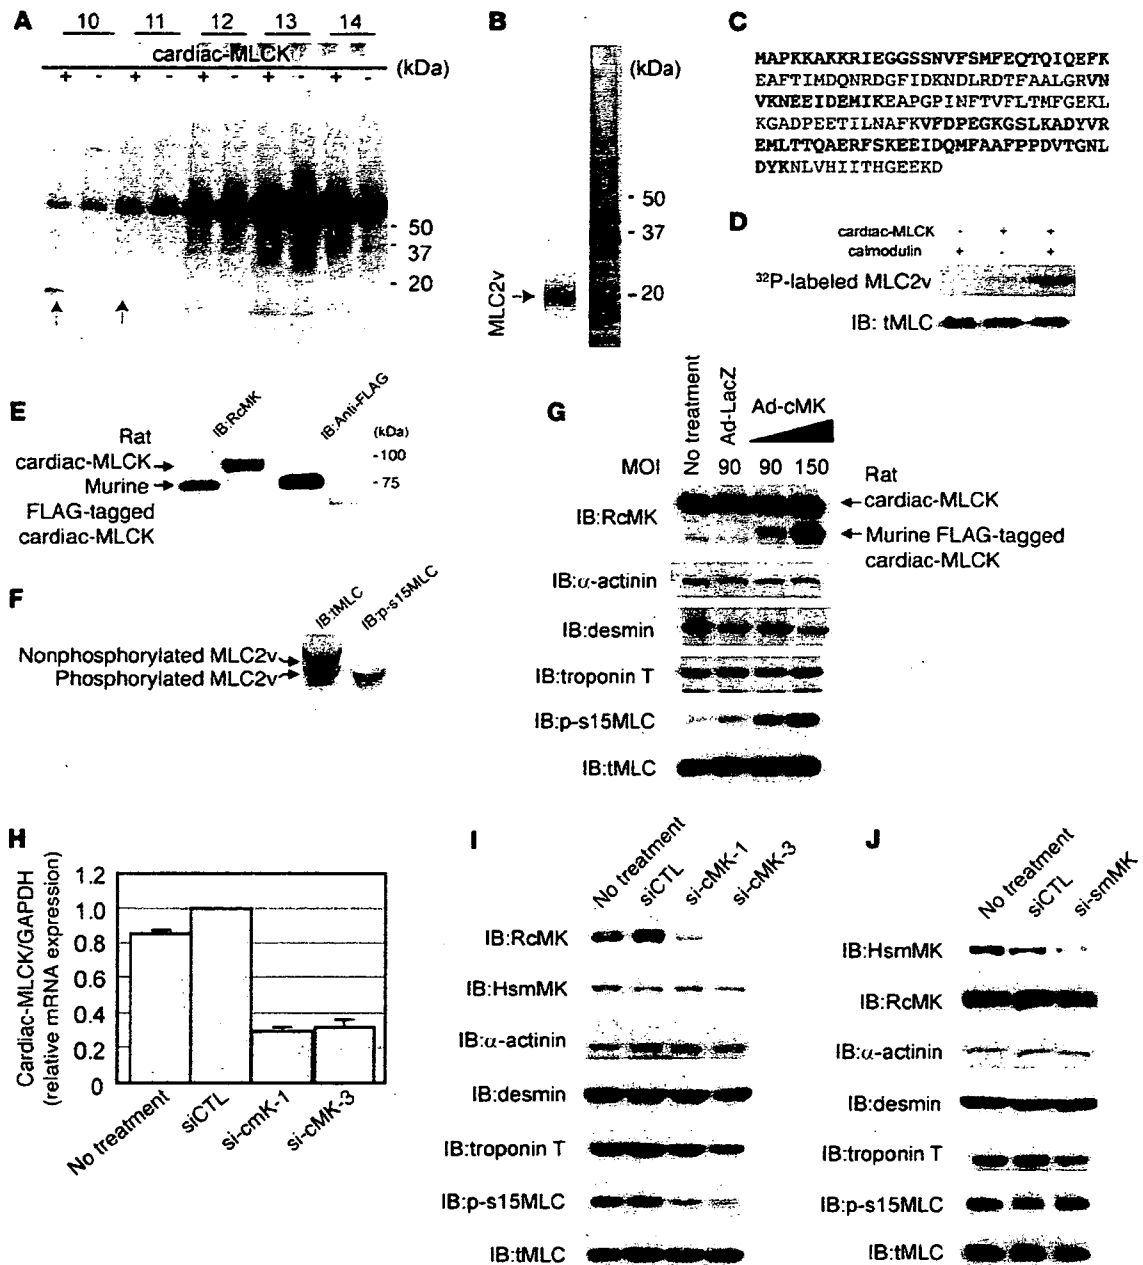 A
10 11 12 13 14
cardiac-MLCK
+ - + - + - + - + - (kDa)
- 50
- 37
- 20
B
(kDa)
- 50
- 37
- 20
MLC2v
C
MAPKKAKKRIEGGSSNVFSMFEQTQIQEFK
EAFTIMDQNRDGFIDKNDLRDTFAALGRVN
VKNEEIDEMIKEAPGPINFTVFLTMFGEKL
KGADPEETILNAFKVFDPEGKGSLKADYVR
EMLTTQAERFSKEEIDQMFAAFPPDVTGNL
DYKNLVHIITHGEEKD
D
cardiac-MLCK - + +
calmodulin + - +
32P-labeled MLC2v
IB: tMLC
E
IB:RcMK
IB:Anti-FLAG
(kDa)
-100
- 75
Rat
cardiac-MLCK
Murine
FLAG-tagged
cardiac-MLCK
F
IB:tMLC
IB:p-s15MLC
Nonphosphorylated MLC2v
Phosphorylated MLC2v
G
No treatment
Ad-LacZ
Ad-cMK
MOI 90 90 150
Rat
cardiac-MLCK
Murine FLAG-tagged
cardiac-MLCK
IB:RcMK
IB:α-actinin
IB:desmin
IB:troponin T
IB:p-s15MLC
IB:tMLC
H
Cardiac-MLCK/GAPDH
(relative mRNA expression)
1.2
1.0
0.8
0.6
0.4
0.2
0
No treatment
siCTL
si-cmK-1
si-cMK-3
I
No treatment
siCTL
si-cMK-1
si-cMK-3
IB:RcMK
IB:HsmMK
IB:α-actinin
IB:desmin
IB:troponin T
IB:p-s15MLC
IB:tMLC
J
No treatment
siCTL
si-smMK
IB:HsmMK
IB:RcMK
IB:α-actinin
IB:desmin
IB:troponin T
IB:p-s15MLC
IB:tMLC